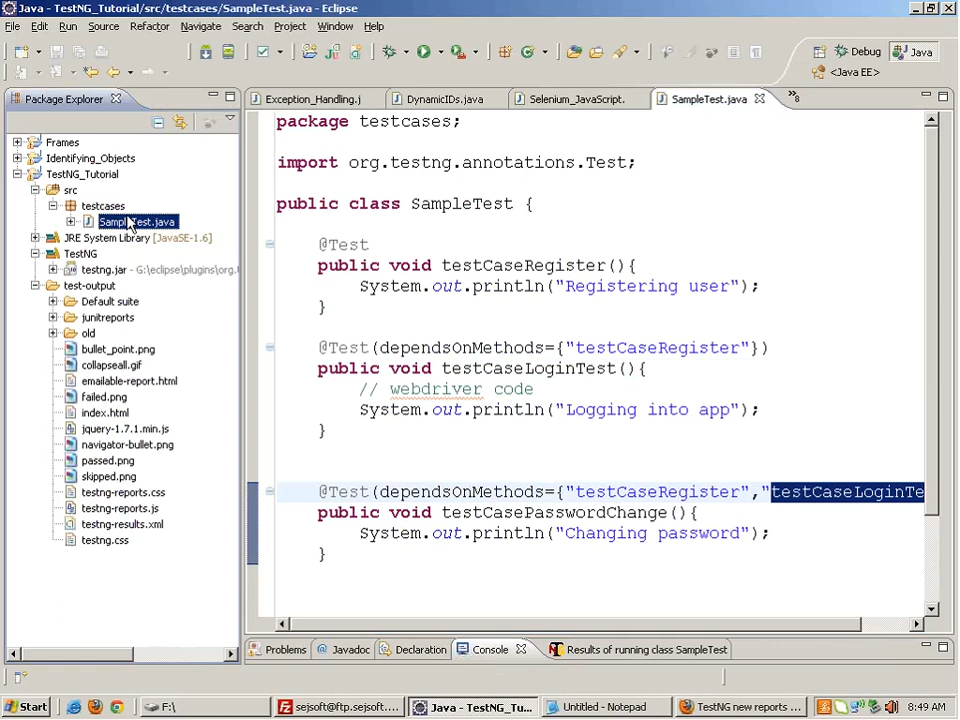 Java - TestNG_Tutorial/src/testcases/SampleTest.java - Eclipse
File Edit Run Source Refactor Navigate Search Project Window Help
Debug Java
<Java EE>
Package Explorer
Exception_Handling.j DynamicIDs.java Selenium_JavaScript. SampleTest.java »8
Frames
Identifying_Objects
TestNG_Tutorial
src
testcases
SampleTest.java
JRE System Library [JavaSE-1.6]
TestNG
testng.jar - G:\eclipse\plugins\org.
test-output
Default suite
junitreports
old
bullet_point.png
collapseall.gif
emailable-report.html
failed.png
index.html
jquery-1.7.1.min.js
navigator-bullet.png
passed.png
skipped.png
testng-reports.css
testng-reports.js
testng-results.xml
testng.css
package testcases;
import org.testng.annotations.Test;
public class SampleTest {
@Test
public void testCaseRegister(){
System.out.println("Registering user");
}
@Test(dependsOnMethods={"testCaseRegister"})
public void testCaseLoginTest(){
// webdriver code
System.out.println("Logging into app");
}
@Test(dependsOnMethods={"testCaseRegister","testCaseLoginTe
public void testCasePasswordChange(){
System.out.println("Changing password");
}
Problems Javadoc Declaration Console Results of running class SampleTest
Start F:\ sejsoft@ftp.sejsoft.... Java - TestNG_Tu... Untitled - Notepad TestNG new reports ... 8:49 AM